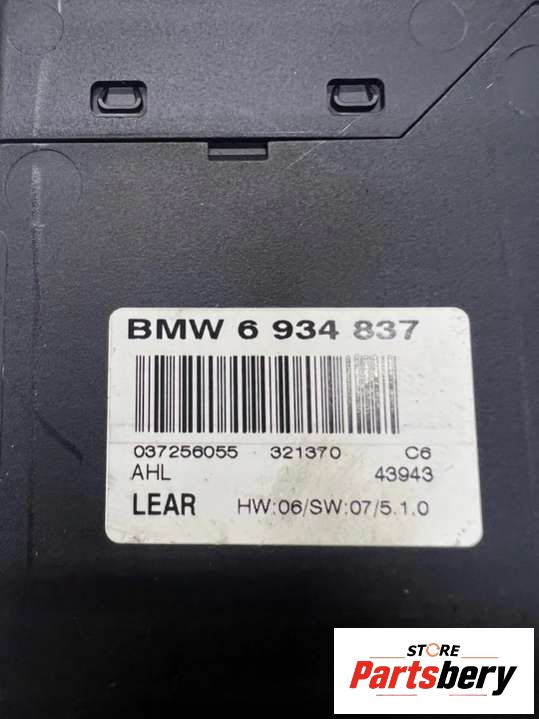 BMW 6 934 837
037256055 321370 C6
AHL 43943
LEAR HW:06/SW:07/5.1.0
STORE
Partsbery